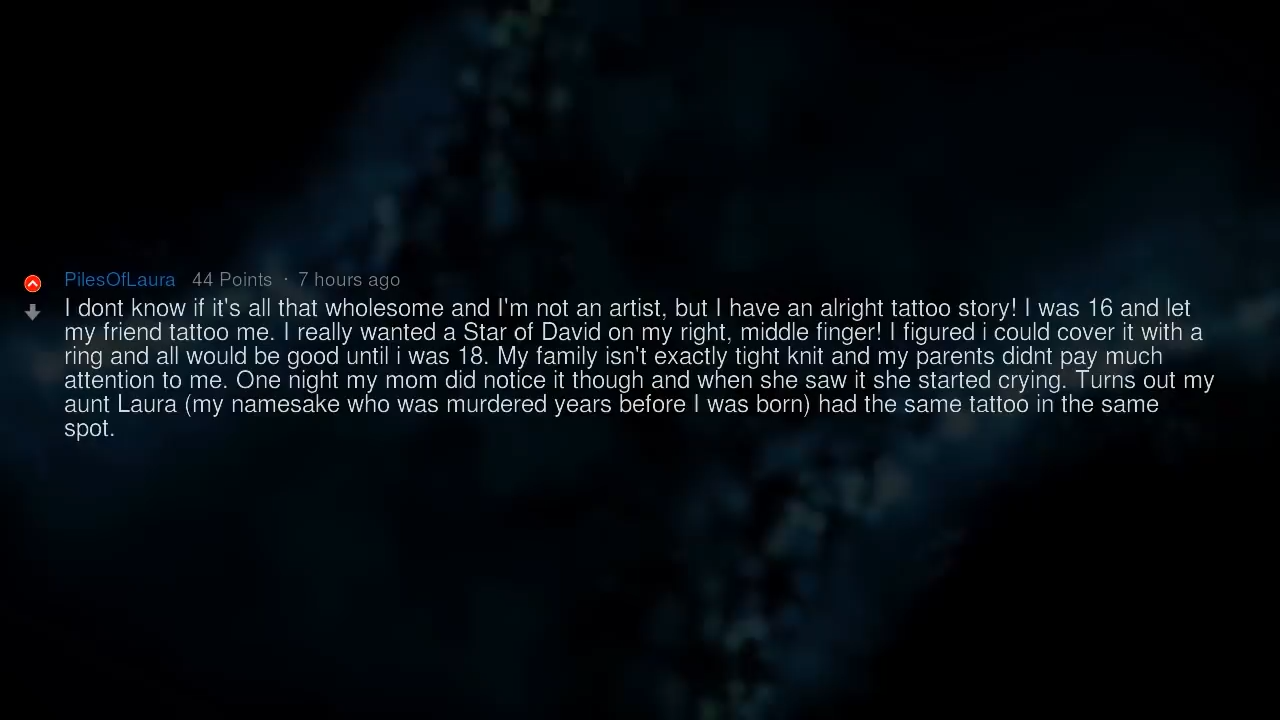 PilesOfLaura 44 Points · 7 hours ago
I dont know if it's all that wholesome and I'm not an artist, but I have an alright tattoo story! I was 16 and let
my friend tattoo me. I really wanted a Star of David on my right, middle finger! I figured i could cover it with a
ring and all would be good until i was 18. My family isn't exactly tight knit and my parents didnt pay much
attention to me. One night my mom did notice it though and when she saw it she started crying. Turns out my
aunt Laura (my namesake who was murdered years before I was born) had the same tattoo in the same
spot.